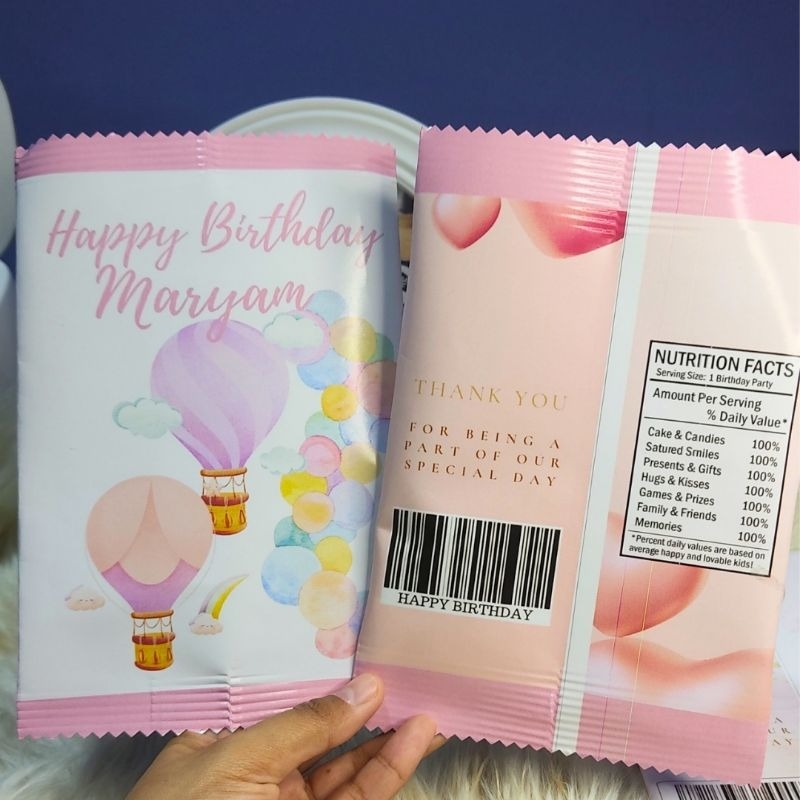 Happy Birthday
Maryam
THANK YOU
FOR BEING A
PART OF OUR
SPECIAL DAY
HAPPY BIRTHDAY
NUTRITION FACTS
Serving Size: 1 Birthday Party
Amount Per Serving
% Daily Value*
Cake & Candies 100%
Satured Smiles 100%
Presents & Gifts 100%
Hugs & Kisses 100%
Games & Prizes 100%
Family & Friends 100%
Memories 100%
*Percent daily values are based on
average happy and lovable kids!